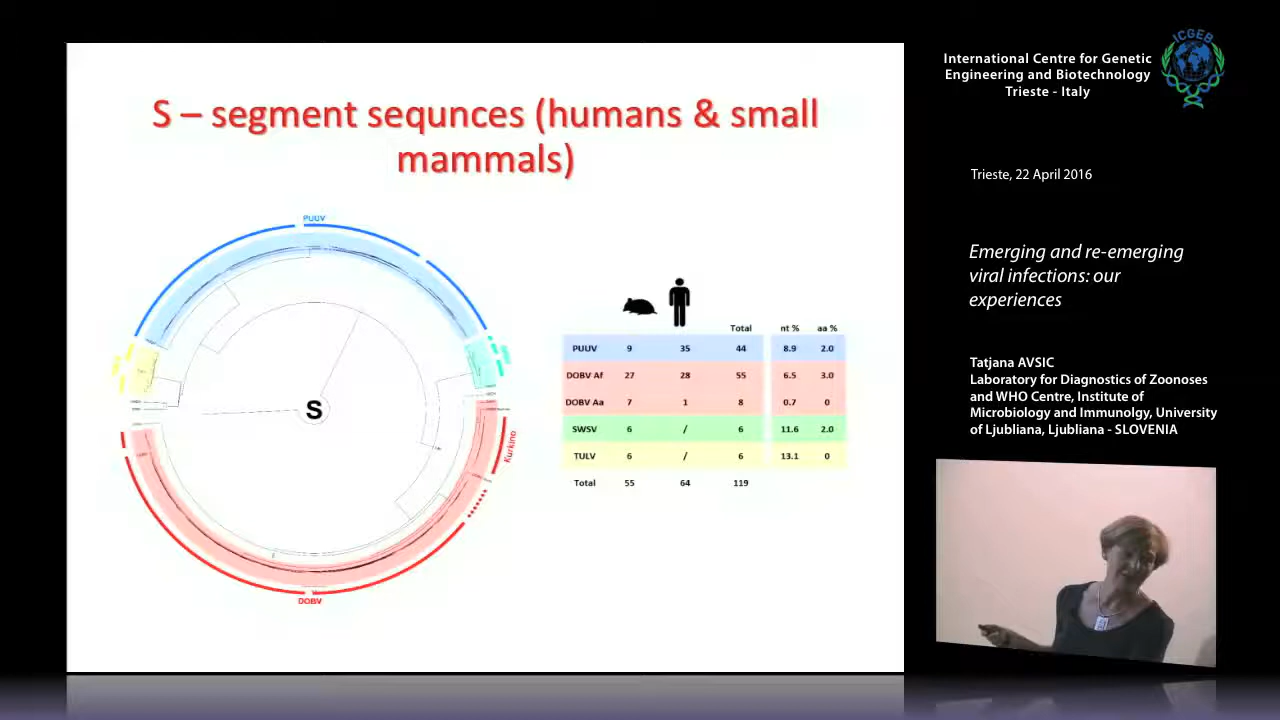 S – segment sequnces (humans & small
mammals)
PUUV
S
Kurkino
DOBV
Total nt % aa %
PUUV 9 35 44 8.9 2.0
DOBV Af 27 28 55 6.5 3.0
DOBV Aa 7 1 8 0.7 0
SWSV 6 / 6 11.6 2.0
TULV 6 / 6 13.1 0
Total 55 64 119
International Centre for Genetic
Engineering and Biotechnology
Trieste - Italy
ICGEB
Trieste, 22 April 2016
Emerging and re-emerging
viral infections: our
experiences
Tatjana AVSIC
Laboratory for Diagnostics of Zoonoses
and WHO Centre, Institute of
Microbiology and Immunolgy, University
of Ljubliana, Ljubliana - SLOVENIA